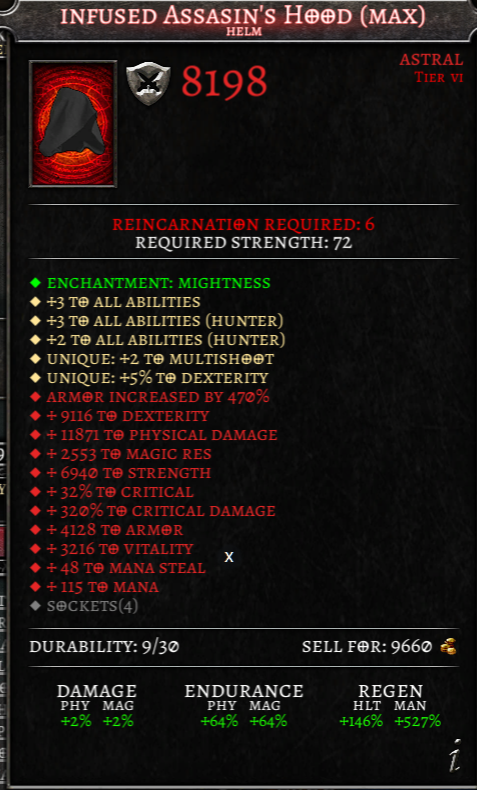 INFUSED ASSASIN'S HOOD (MAX)
HELM
8198
ASTRAL
TIER VI
REINCARNATION REQUIRED: 6
REQUIRED STRENGTH: 72
ENCHANTMENT: MIGHTNESS
+3 TO ALL ABILITIES
+3 TO ALL ABILITIES (HUNTER)
+2 TO ALL ABILITIES (HUNTER)
UNIQUE: +2 TO MULTISHOOT
UNIQUE: +5% TO DEXTERITY
ARMOR INCREASED BY 470%
+ 9116 TO DEXTERITY
+ 11871 TO PHYSICAL DAMAGE
+ 2553 TO MAGIC RES
+ 6940 TO STRENGTH
+ 32% TO CRITICAL
+ 320% TO CRITICAL DAMAGE
+ 4128 TO ARMOR
+ 3216 TO VITALITY
X
+ 48 TO MANA STEAL
+ 115 TO MANA
SOCKETS(4)
DURABILITY: 9/30 SELL FOR: 9660
DAMAGE ENDURANCE REGEN
PHY MAG PHY MAG HLT MAN
+2% +2% +64% +64% +146% +527%
i